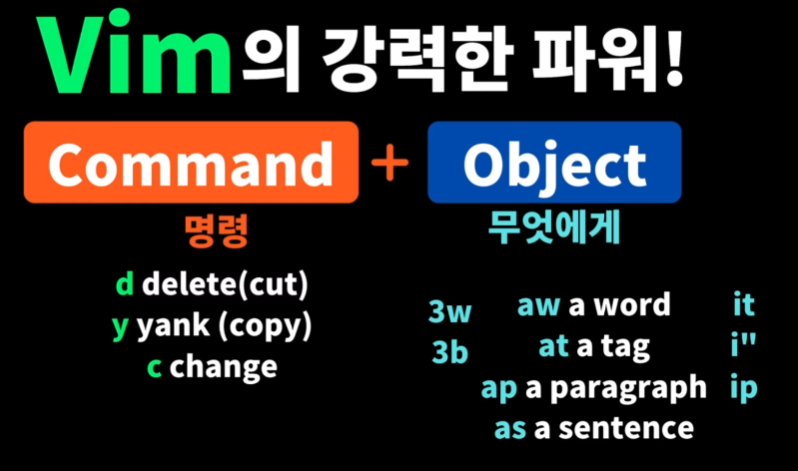 Vim의 강력한 파워!
Command + Object
명령
무엇에게
d delete(cut)
y yank (copy)
c change
3w
3b
aw a word
at a tag
ap a paragraph
as a sentence
it
i"
ip